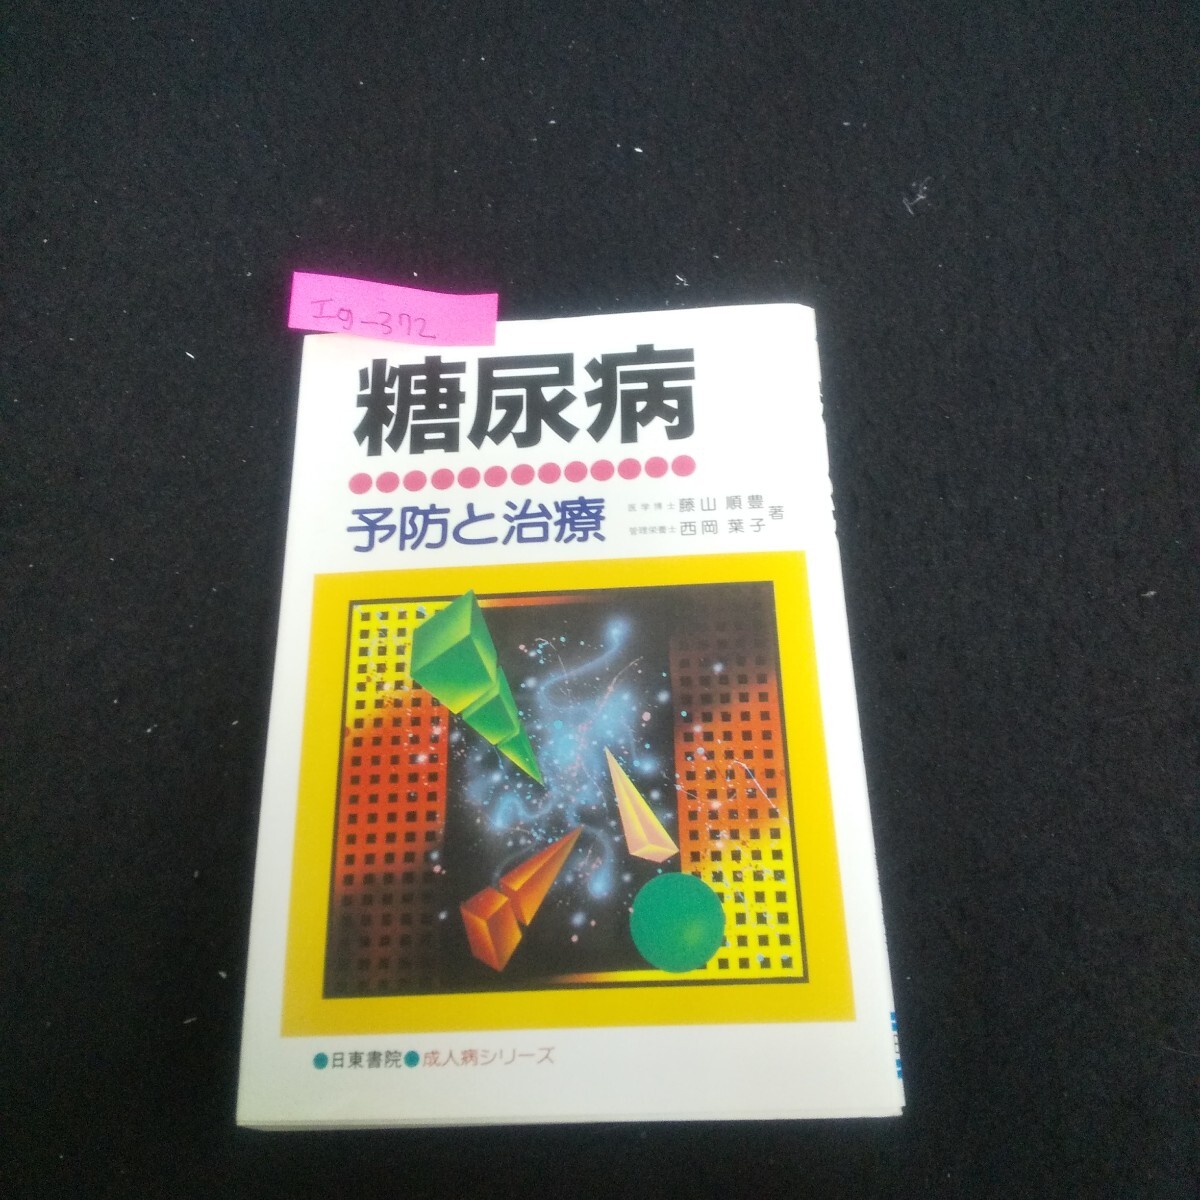 Ig-372
糖尿病
予防と治療
医学博士 藤山順豊
管理栄養士 西岡葉子
著
●日東書院●成人病シリーズ